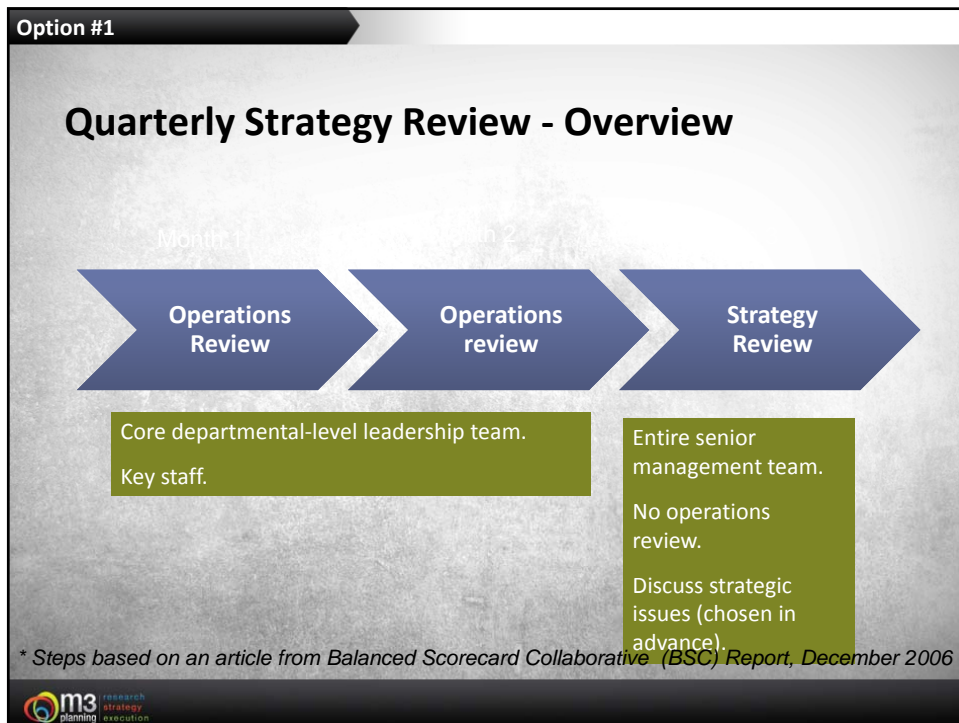 Option #1
Quarterly Strategy Review - Overview
Month 1
Operations
Review
Operations
review
Strategy
Review
Core departmental-level leadership team.
Key staff.
Entire senior
management team.
No operations
review.
Discuss strategic
issues (chosen in
advance).
* Steps based on an article from Balanced Scorecard Collaborative (BSC) Report, December 2006
m3
planning
research
strategy
execution